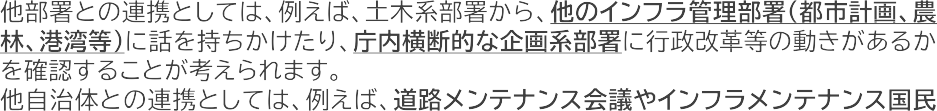 他部署との連携としては、例えば、土木系部署から、他のインフラ管理部署(都市計画、農
林、港湾等)に話を持ちかけたり、庁内横断的な企画系部署に行政改革等の動きがあるか
を確認することが考えられます。
他自治体との連携としては、例えば、道路メンテナンス会議やインフラメンテナンス国民